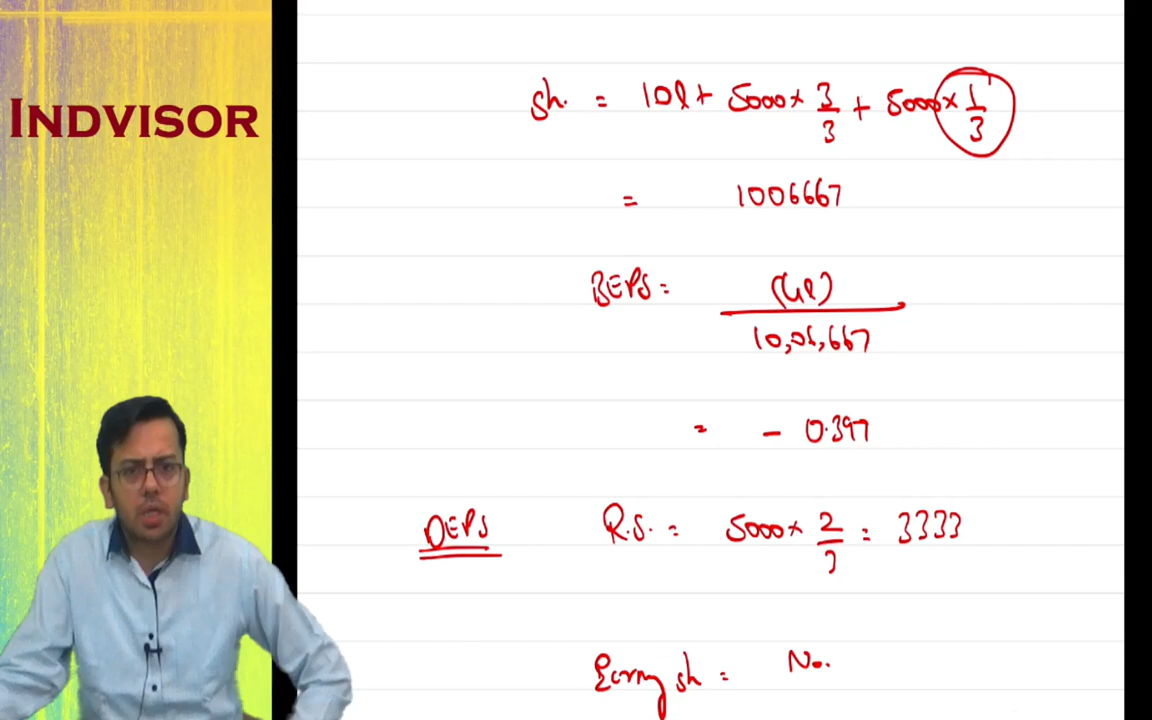 INDVISOR
Sh. = 10l + 5000 × 3/3 + 5000 × 1/3
= 1006667
BEPS = (4l)
10,06,667
= - 0.397
DEPS R.S. = 5000 × 2/3 = 3333
Earning sh = No.